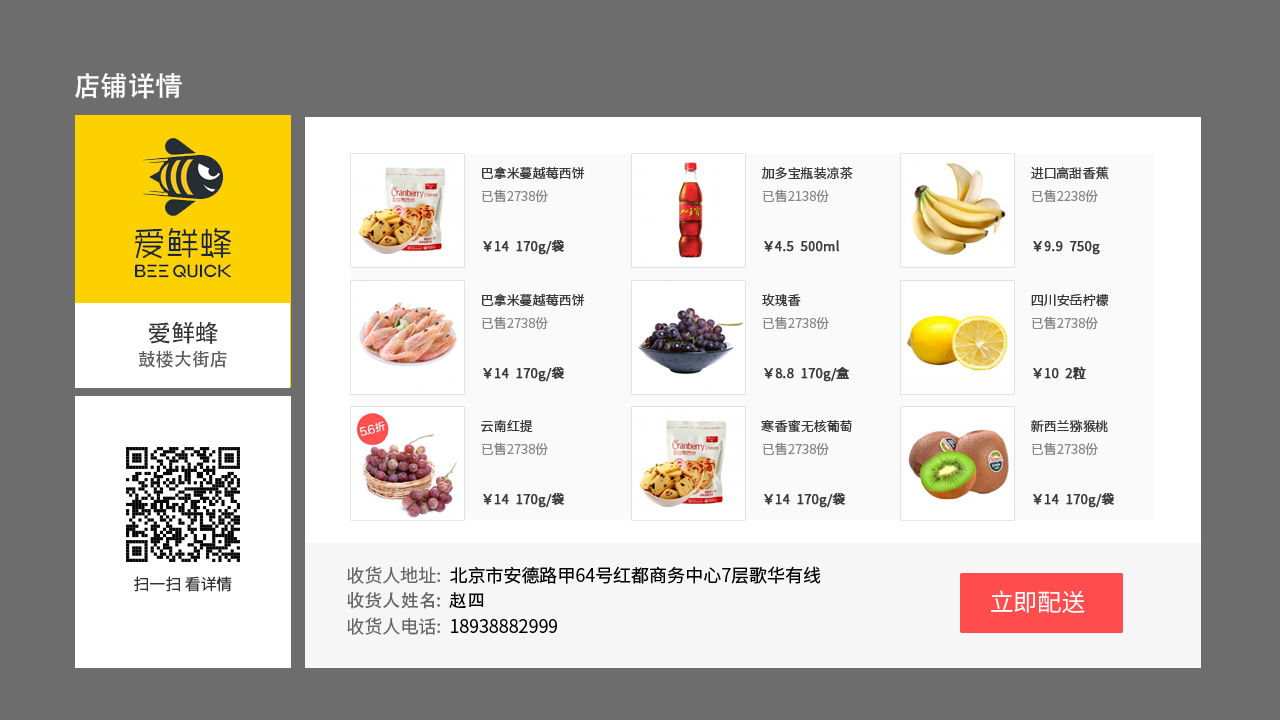 店铺详情
爱鲜蜂
BEE QUICK
爱鲜蜂
鼓楼大街店
扫一扫 看详情
巴拿米蔓越莓西饼
已售2738份
￥14 170g/袋
加多宝瓶装凉茶
已售2138份
￥4.5 500ml
进口高甜香蕉
已售2238份
￥9.9 750g
巴拿米蔓越莓西饼
已售2738份
￥14 170g/袋
玫瑰香
已售2738份
￥8.8 170g/盒
四川安岳柠檬
已售2738份
￥10 2粒
5.6折
云南红提
已售2738份
￥14 170g/袋
寒香蜜无核葡萄
已售2738份
￥14 170g/袋
新西兰猕猴桃
已售2738份
￥14 170g/袋
Cranberry
Cranberry
收货人地址: 北京市安德路甲64号红都商务中心7层歌华有线
收货人姓名: 赵四
收货人电话: 18938882999
立即配送